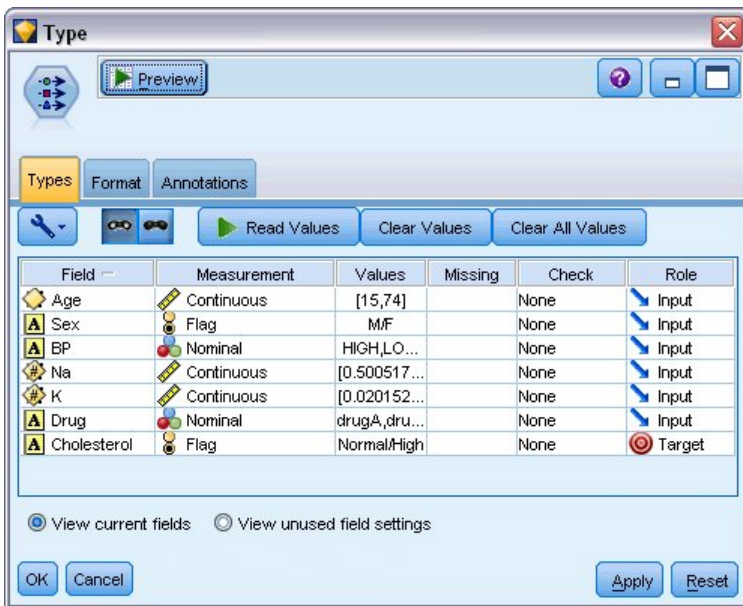 Type
Preview
Types Format Annotations
Read Values Clear Values Clear All Values
Field Measurement Values Missing Check Role
Age Continuous [15,74] None Input
A Sex Flag M/F None Input
A BP Nominal HIGH,LO... None Input
# Na Continuous [0.500517... None Input
# K Continuous [0.020152... None Input
A Drug Nominal drugA,dru... None Input
A Cholesterol Flag Normal/High None Target
View current fields View unused field settings
OK Cancel Apply Reset